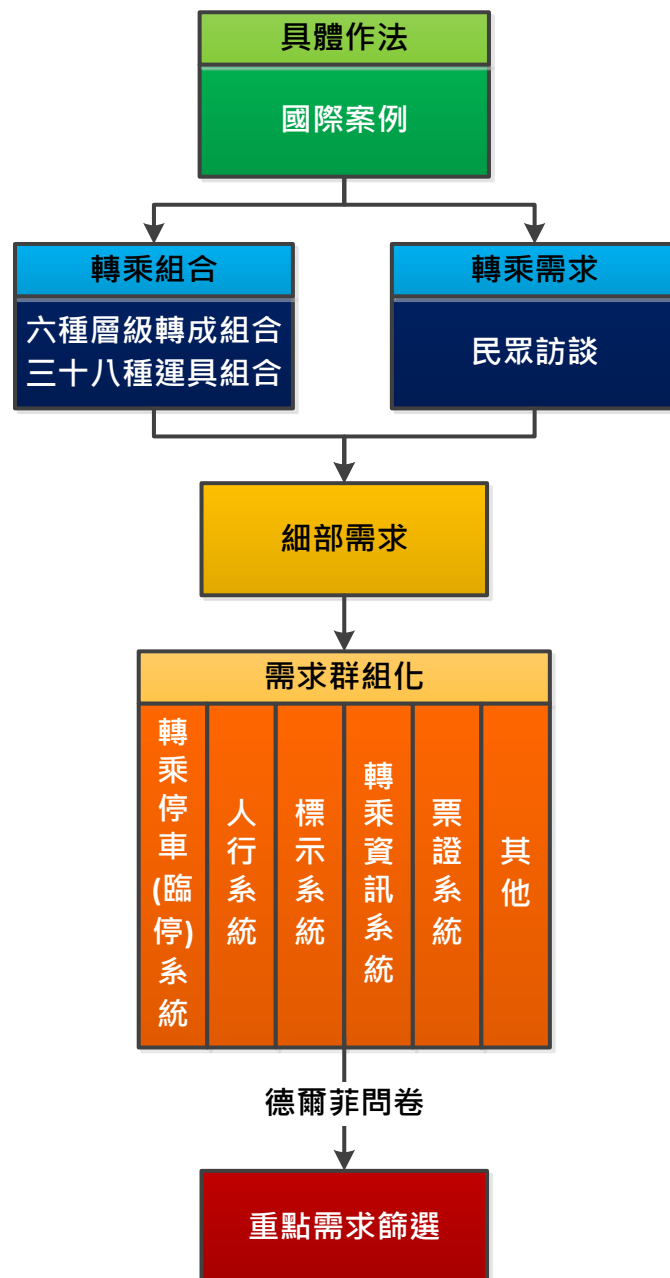 具體作法
國際案例
轉乘組合
六種層級轉成組合
三十八種運具組合
轉乘需求
民眾訪談
細部需求
需求群組化
轉乘停車(臨停)系統
人行系統
標示系統
轉乘資訊系統
票證系統
其他
德爾菲問卷
重點需求篩選